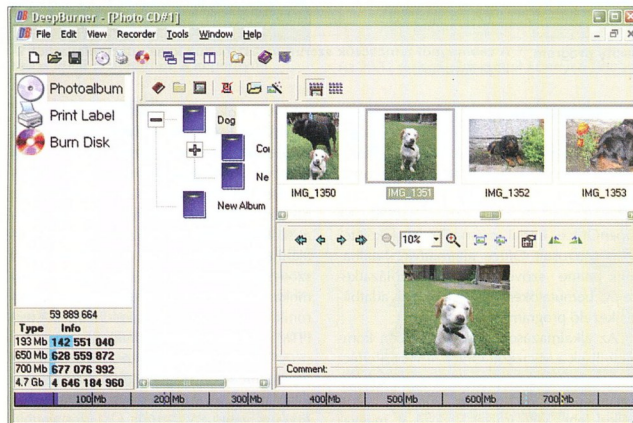 DeepBurner - [Photo CD#1]
File Edit View Recorder Tools Window Help
Photoalbum
Print Label
Burn Disk
Dog
Ne
New Album
IMG_1350
IMG_1351
IMG_1352
IMG_1353
10%
Comment:
59 889 664
Type Info
193 Mb 142 551 040
650 Mb 628 559 872
700 Mb 677 076 992
4.7 Gb 4 646 184 960
100Mb 200Mb 300Mb 400Mb 500Mb 600Mb 700Mb